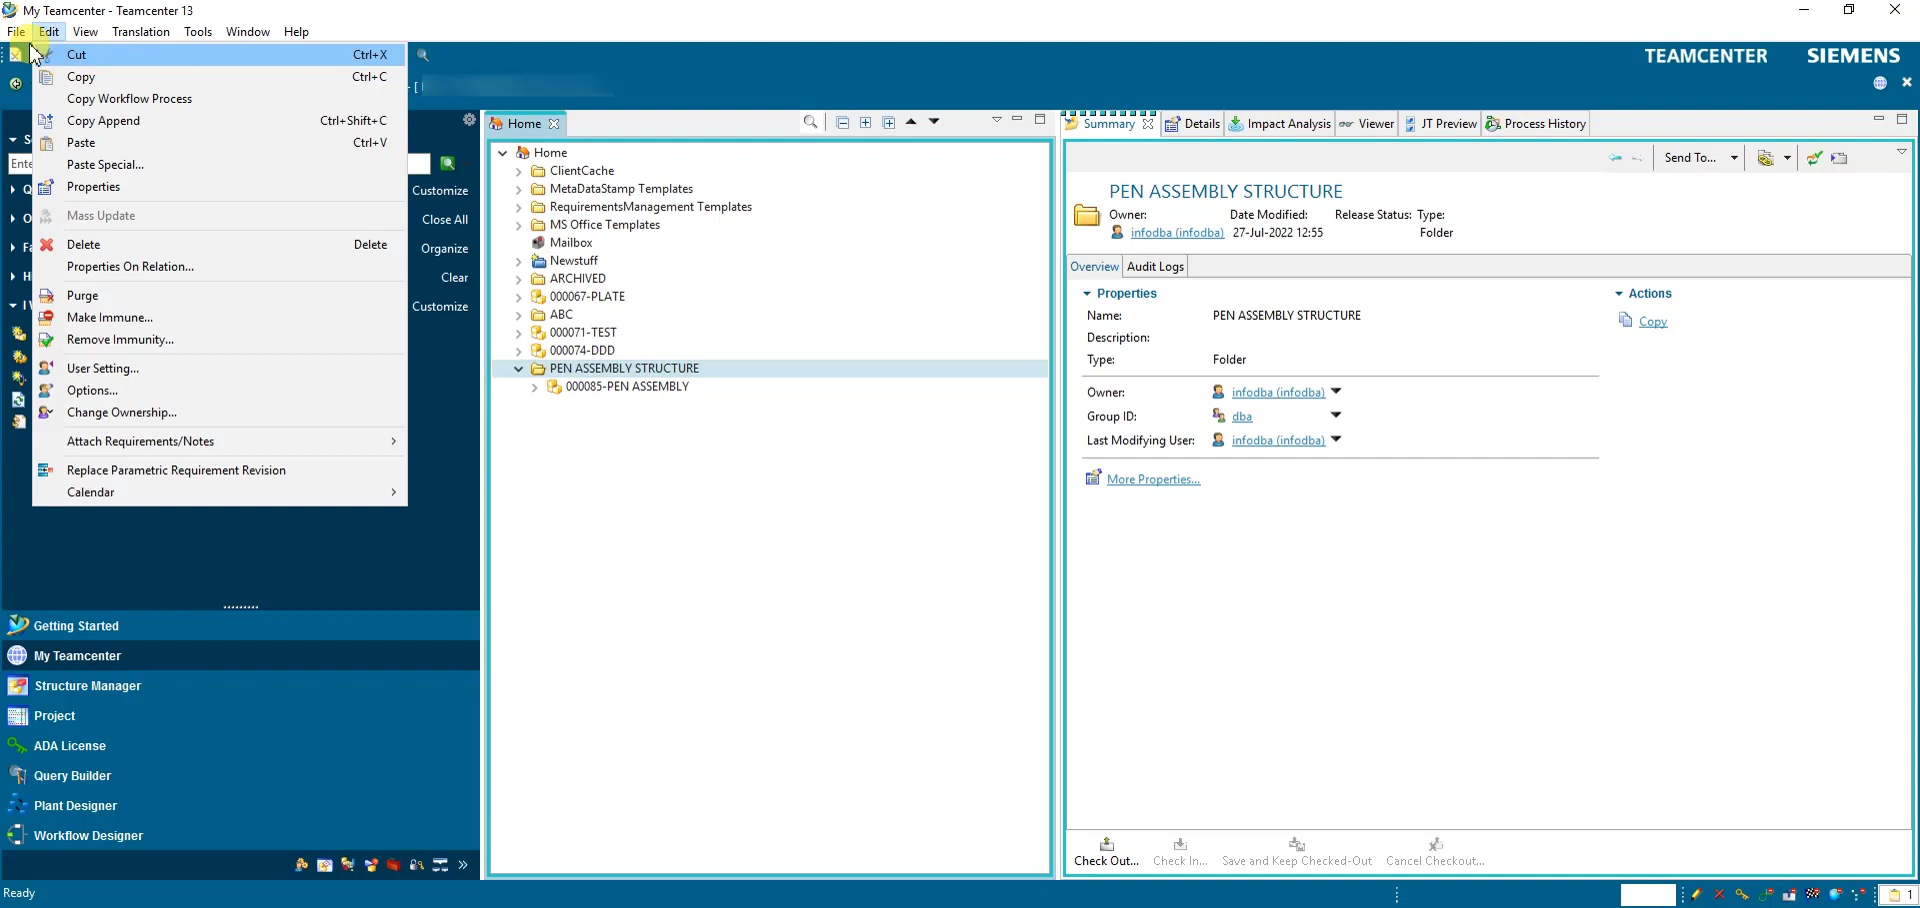 My Teamcenter - Teamcenter 13
File Edit View Translation Tools Window Help
Cut Ctrl+X
Copy Ctrl+C
Copy Workflow Process
Copy Append Ctrl+Shift+C
Paste Ctrl+V
Paste Special...
Properties
Mass Update
Delete Delete
Properties On Relation...
Purge
Make Immune...
Remove Immunity...
User Setting...
Options...
Change Ownership...
Attach Requirements/Notes
Replace Parametric Requirement Revision
Calendar
TEAMCENTER SIEMENS
Customize
Close All
Organize
Clear
Customize
Getting Started
My Teamcenter
Structure Manager
Project
ADA License
Query Builder
Plant Designer
Workflow Designer
Ready
Home
Home
ClientCache
MetaDataStamp Templates
RequirementsManagement Templates
MS Office Templates
Mailbox
Newstuff
ARCHIVED
000067-PLATE
ABC
000071-TEST
000074-DDD
PEN ASSEMBLY STRUCTURE
000085-PEN ASSEMBLY
Summary Details Impact Analysis Viewer JT Preview Process History
Send To...
PEN ASSEMBLY STRUCTURE
Owner: Date Modified: Release Status: Type:
infodba (infodba) 27-Jul-2022 12:55 Folder
Overview Audit Logs
Properties
Name: PEN ASSEMBLY STRUCTURE
Description:
Type: Folder
Owner: infodba (infodba)
Group ID: dba
Last Modifying User: infodba (infodba)
More Properties...
Actions
Copy
Check Out... Check In... Save and Keep Checked-Out Cancel Checkout...
1